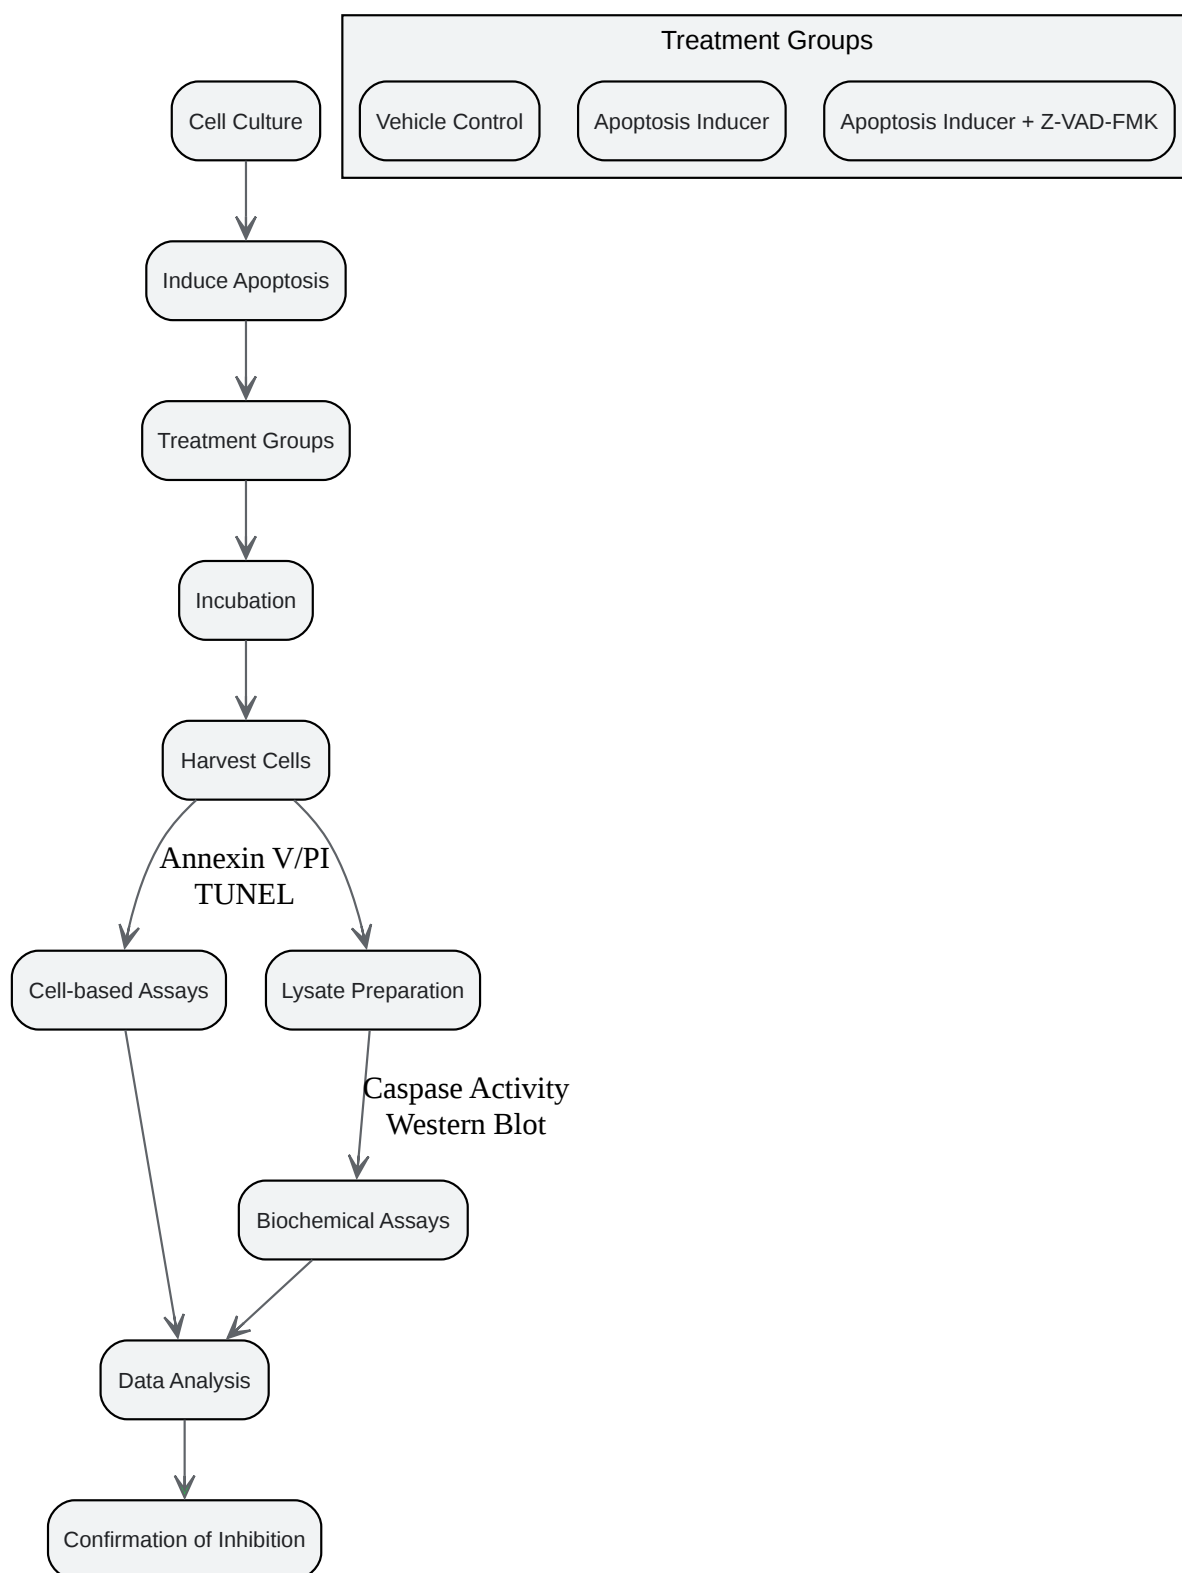 Treatment Groups
Cell Culture
Vehicle Control
Apoptosis Inducer
Apoptosis Inducer + Z-VAD-FMK
Induce Apoptosis
Treatment Groups
Incubation
Harvest Cells
Annexin V/PI
TUNEL
Cell-based Assays
Lysate Preparation
Caspase Activity
Western Blot
Biochemical Assays
Data Analysis
Confirmation of Inhibition